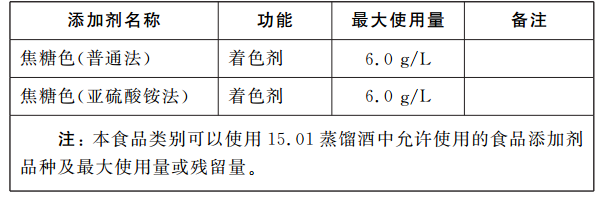 添加剂名称 功能 最大使用量 备注
焦糖色(普通法) 着色剂 6.0 g/L
焦糖色(亚硫酸铵法) 着色剂 6.0 g/L
注:本食品类别可以使用15.01蒸馏酒中允许使用的食品添加剂
品种及最大使用量或残留量。